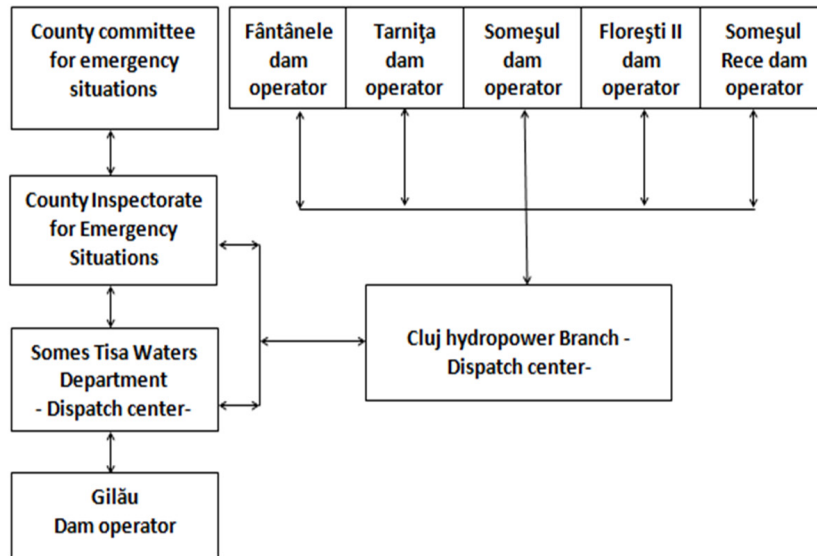 County committee
for emergency
situations
Fântânele
dam
operator
Tarniţa
dam
operator
Someşul
dam
operator
Floreşti II
dam
operator
Someşul
Rece dam
operator
County Inspectorate
for Emergency
Situations
Cluj hydropower Branch -
Dispatch center-
Somes Tisa Waters
Department
- Dispatch center-
Gilău
Dam operator